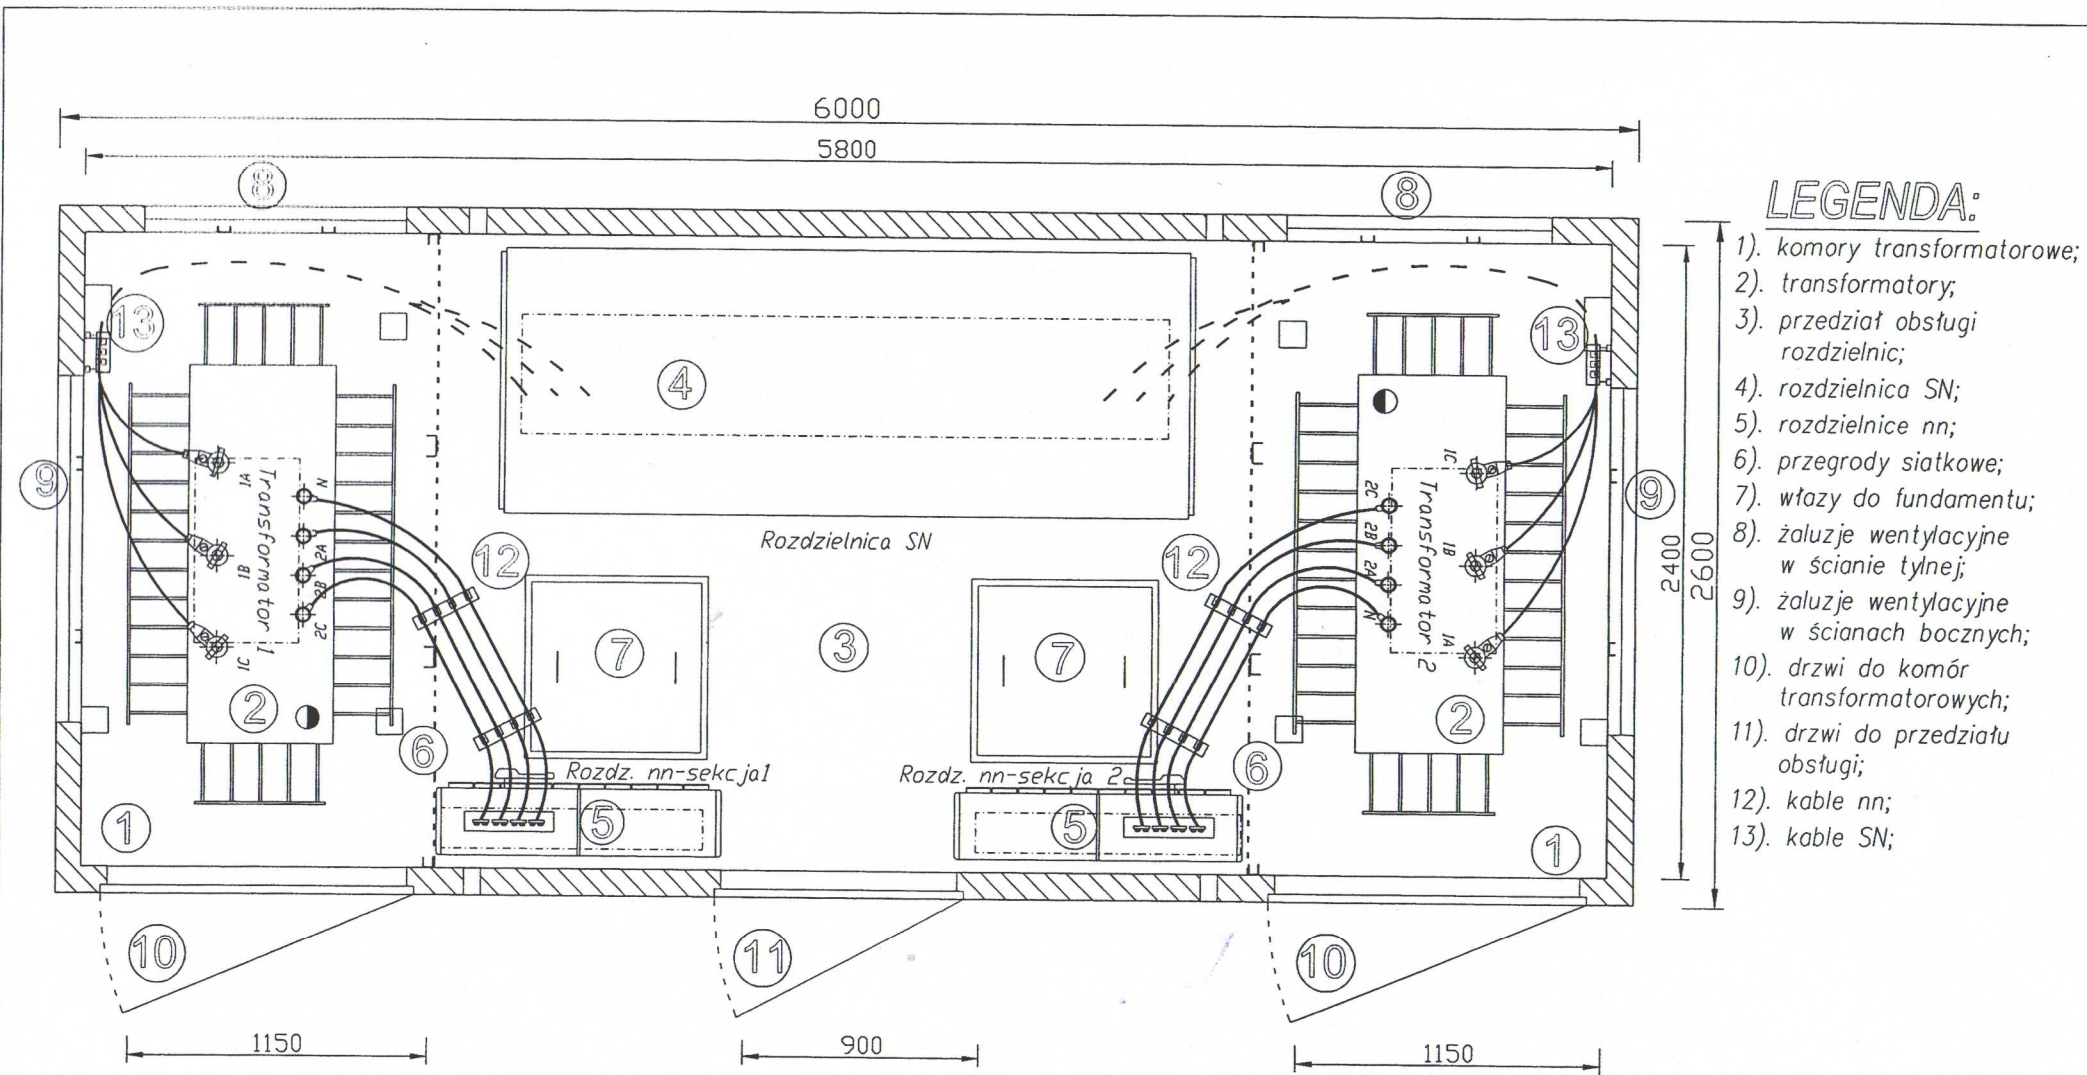 6000
5800
8
8
LEGENDA:
1). komory transformatorowe;
2). transformatory;
3). przedział obsługi
rozdzielnic;
4). rozdzielnica SN;
5). rozdzielnice nn;
6). przegrody siatkowe;
7). włazy do fundamentu;
8). żaluzje wentylacyjne
w ścianie tylnej;
9). żaluzje wentylacyjne
w ścianach bocznych;
10). drzwi do komór
transformatorowych;
11). drzwi do przedziału
obsługi;
12). kable nn;
13). kable SN;
13
13
4
9
9
1A
1B
1C
Transformator 1
N
2A
2B
2C
2
Rozdzielnica SN
12
12
7
3
7
2C
2B
2A
N
Transformator 2
1C
1B
1A
2
2400
2600
6
6
Rozdz. nn-sekcja1
Rozdz. nn-sekcja 2
5
5
1
1
10
11
10
1150
900
1150